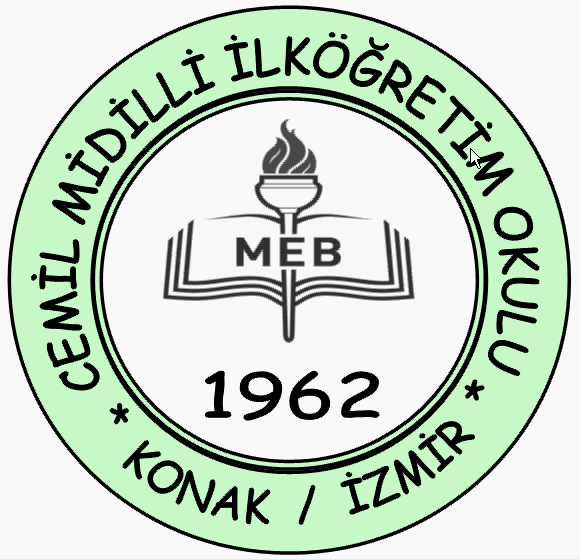 CEMİL MİDİLLİ İLKÖĞRETİM OKULU
MEB
1962
* KONAK / İZMİR *